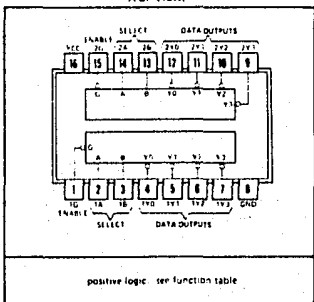 ENABLE SELECT DATA OUTPUTS
VCC 2G 2A 2B 2Y0 2Y1 2Y2 2Y3
16 15 14 13 12 11 10 9
G A B Y0 Y1 Y2
Y3
G
A B Y0 Y1 Y2 Y3
1 2 3 4 5 6 7 8
1G 1A 1B 1Y0 1Y1 1Y2 1Y3 GND
ENABLE
SELECT DATA OUTPUTS
positive logic: see function table